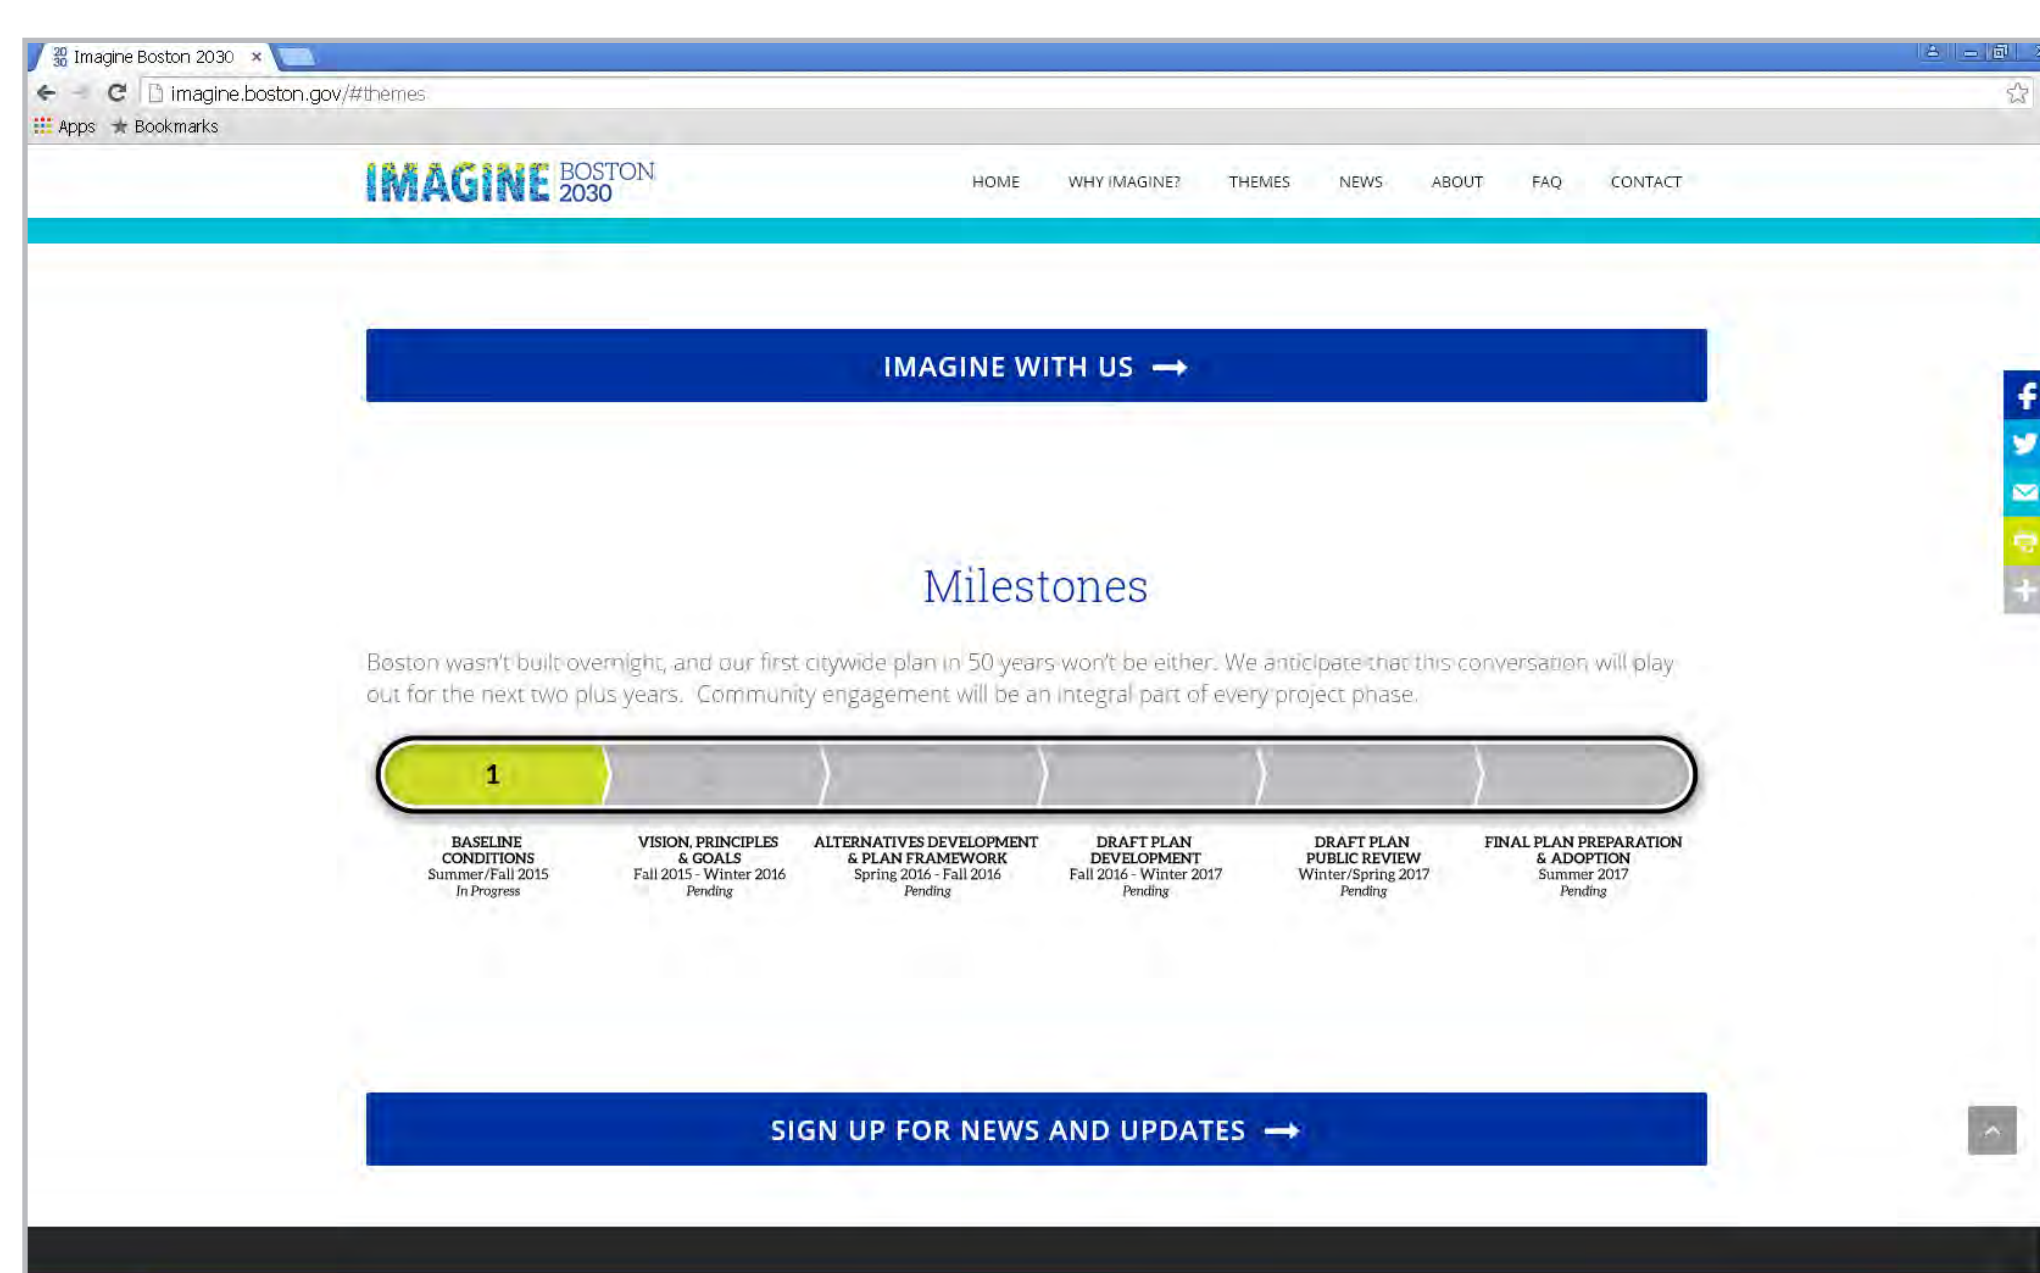 20
30
Imagine Boston 2030
imagine.boston.gov/#themes
Apps Bookmarks
IMAGINE BOSTON
2030
HOME WHY IMAGINE? THEMES NEWS ABOUT FAQ CONTACT
IMAGINE WITH US →
Milestones
Boston wasn't built overnight, and our first citywide plan in 50 years won't be either. We anticipate that this conversation will play
out for the next two plus years. Community engagement will be an integral part of every project phase.
1
BASELINE
CONDITIONS
Summer/Fall 2015
In Progress
VISION, PRINCIPLES
& GOALS
Fall 2015 - Winter 2016
Pending
ALTERNATIVES DEVELOPMENT
& PLAN FRAMEWORK
Spring 2016 - Fall 2016
Pending
DRAFT PLAN
DEVELOPMENT
Fall 2016 - Winter 2017
Pending
DRAFT PLAN
PUBLIC REVIEW
Winter/Spring 2017
Pending
FINAL PLAN PREPARATION
& ADOPTION
Summer 2017
Pending
SIGN UP FOR NEWS AND UPDATES →